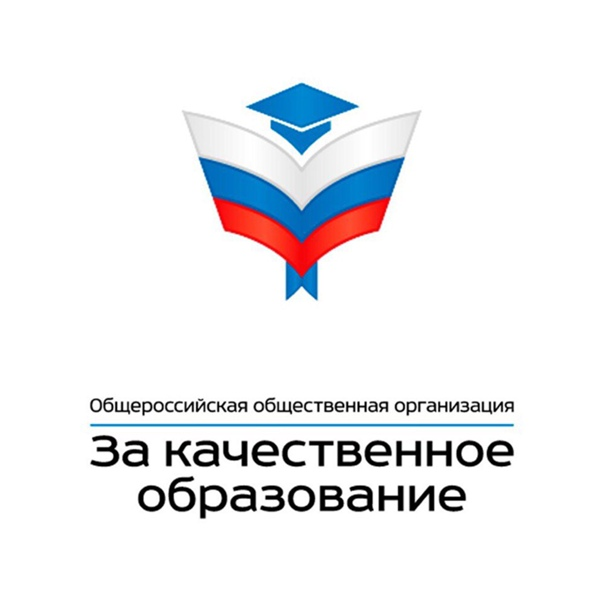 Общероссийская общественная организация
За качественное
образование